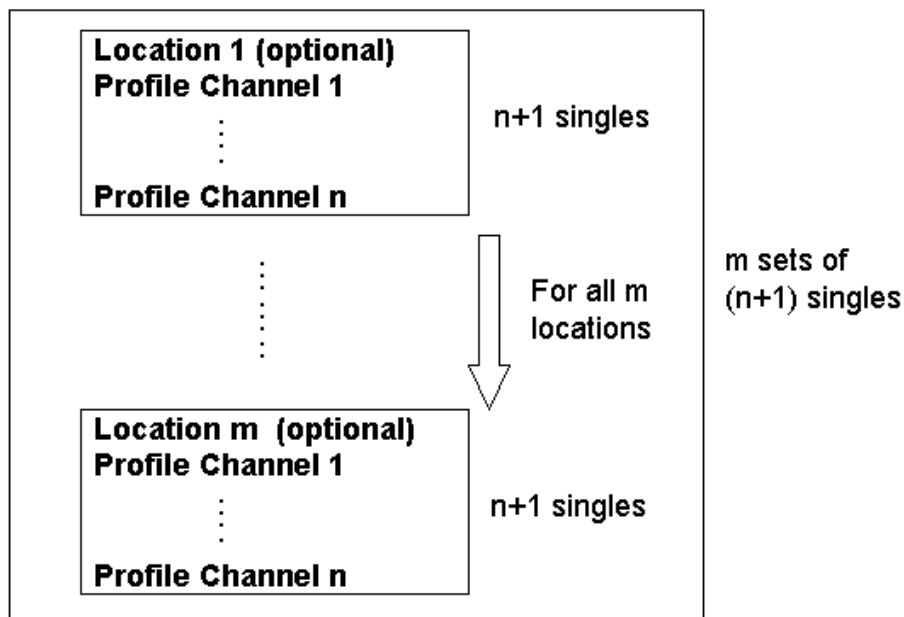 Location 1 (optional)
Profile Channel 1
n+1 singles
Profile Channel n
For all m
locations
m sets of
(n+1) singles
Location m (optional)
Profile Channel 1
n+1 singles
Profile Channel n